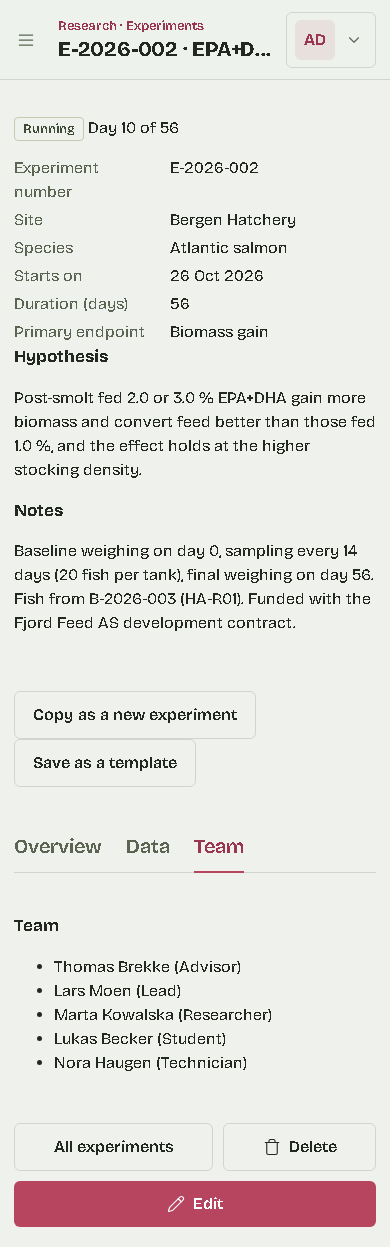 Research · Experiments
E-2026-002 · EPA+D...
AD
Running Day 10 of 56
Experiment number E-2026-002
Site Bergen Hatchery
Species Atlantic salmon
Starts on 26 Oct 2026
Duration (days) 56
Primary endpoint Biomass gain
Hypothesis
Post-smolt fed 2.0 or 3.0 % EPA+DHA gain more
biomass and convert feed better than those fed
1.0 %, and the effect holds at the higher
stocking density.
Notes
Baseline weighing on day 0, sampling every 14
days (20 fish per tank), final weighing on day 56.
Fish from B-2026-003 (HA-R01). Funded with the
Fjord Feed AS development contract.
Copy as a new experiment
Save as a template
Overview Data Team
Team
• Thomas Brekke (Advisor)
• Lars Moen (Lead)
• Marta Kowalska (Researcher)
• Lukas Becker (Student)
• Nora Haugen (Technician)
All experiments Delete
Edit